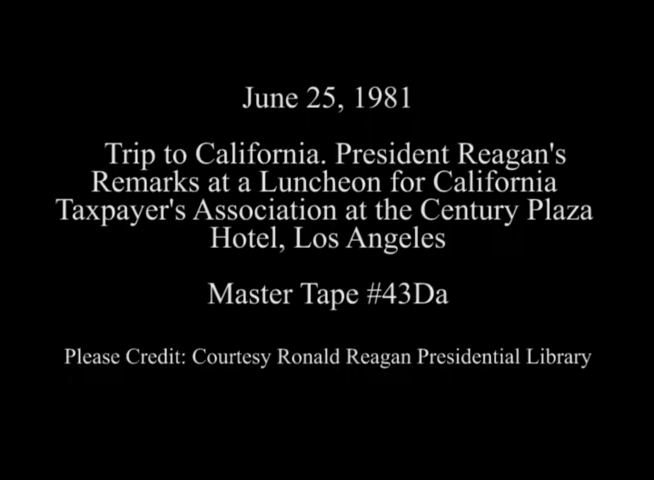 June 25, 1981
Trip to California. President Reagan's
Remarks at a Luncheon for California
Taxpayer's Association at the Century Plaza
Hotel, Los Angeles
Master Tape #43Da
Please Credit: Courtesy Ronald Reagan Presidential Library